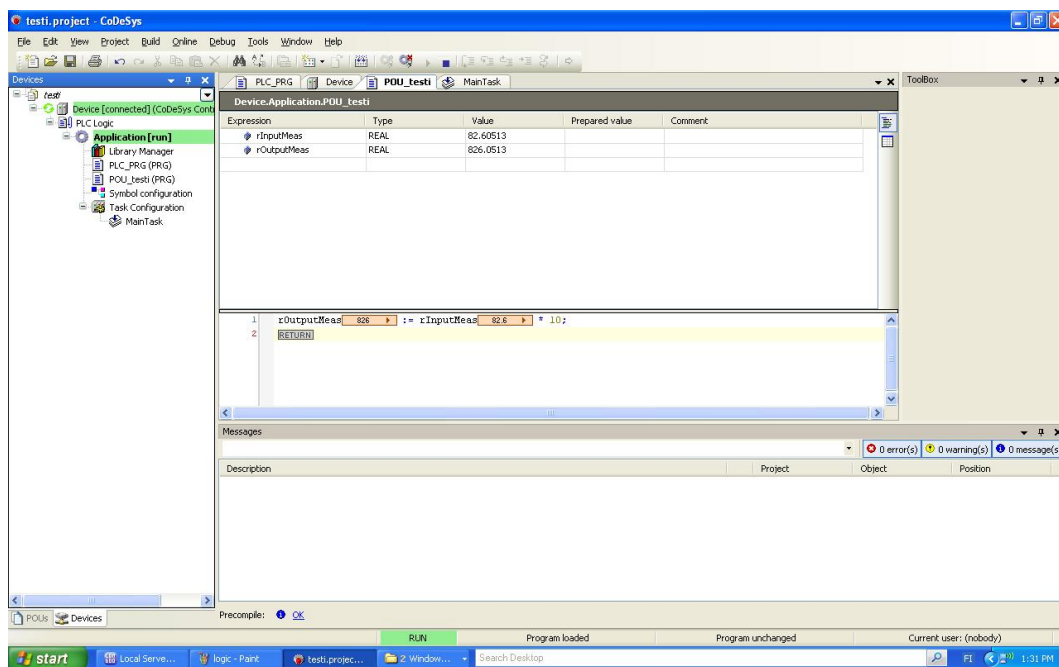 testi.project - CoDeSys
File Edit View Project Build Online Debug Tools Window Help
Devices
testi
Device [connected] (CoDeSys Cont
PLC Logic
Application [run]
Library Manager
PLC_PRG (PRG)
POU_testi (PRG)
Symbol configuration
Task Configuration
MainTask
POUs Devices
PLC_PRG Device POU_testi MainTask
Device.Application.POU_testi
Expression Type Value Prepared value Comment
rInputMeas REAL 82.60513
rOutputMeas REAL 826.0513
1 rOutputMeas 826 := rInputMeas 82.6 * 10;
2 RETURN
ToolBox
Messages
0 error(s) 0 warning(s) 0 message(s
Description Project Object Position
Precompile: OK
RUN Program loaded Program unchanged Current user: (nobody)
start Local Serve... logic - Paint testi.projec... 2 Window... Search Desktop FI 1:31 PM